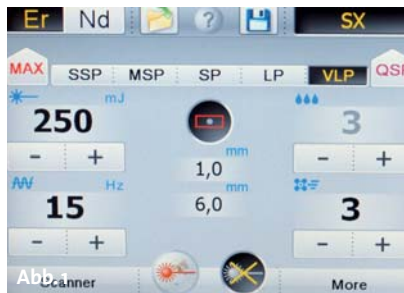 Er Nd ? SX
MAX SSP MSP SP LP VLP QSP
mJ
250 3
- + 1,0 mm - +
Hz mm
15 6,0 3
- + - +
Abb. 1
Scanner More